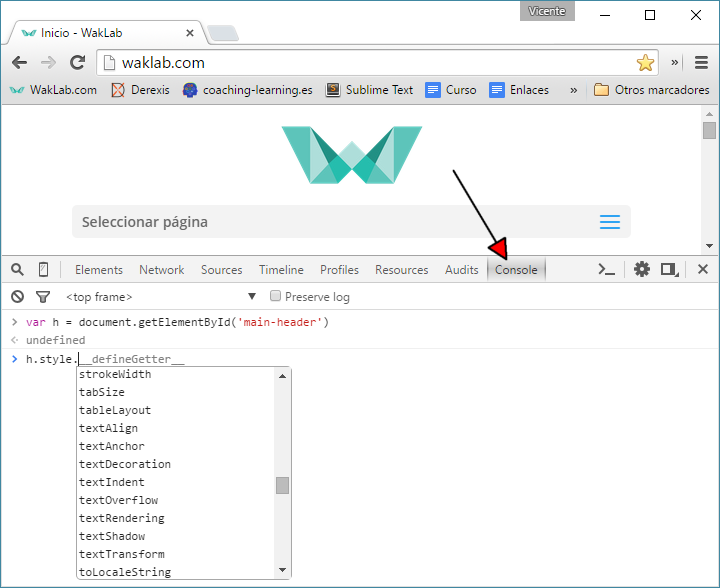 Vicente
Inicio - WakLab
waklab.com
WakLab.com Derexis coaching-learning.es Sublime Text Curso Enlaces » Otros marcadores
Seleccionar página
Elements Network Sources Timeline Profiles Resources Audits Console
<top frame> Preserve log
> var h = document.getElementById('main-header')
undefined
> h.style.__defineGetter__
strokeWidth
tabSize
tableLayout
textAlign
textAnchor
textDecoration
textIndent
textOverflow
textRendering
textShadow
textTransform
toLocaleString